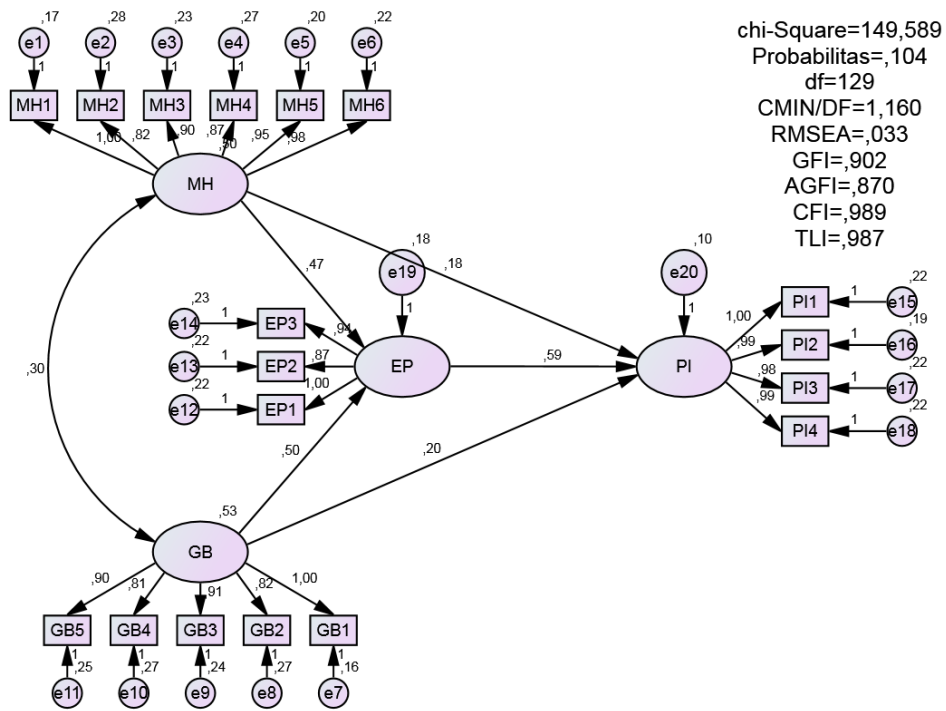 chi-Square=149,589
Probabilitas=,104
df=129
CMIN/DF=1,160
RMSEA=,033
GFI=,902
AGFI=,870
CFI=,989
TLI=,987
,17 ,28 ,23 ,27 ,20 ,22
e1 e2 e3 e4 e5 e6
1 1 1 1 1 1
MH1 MH2 MH3 MH4 MH5 MH6
1,00 ,82 ,90 ,87 ,95 ,98
,50
MH
,18 ,18 ,10
,47 e19 e20
1 1
,23
e14 1 EP3 ,94
,22
e13 1 EP2 ,87
,22
e12 1 EP1 1,00
EP ,59 PI
1,00 PI1 1 e15 ,22
,99 PI2 1 e16 ,19
,98 PI3 1 e17 ,22
,99 PI4 1 e18 ,22
,30
,50 ,20
,53
GB
,90 ,81 ,91 ,82 1,00
GB5 GB4 GB3 GB2 GB1
1 1 1 1 1
,25 ,27 ,24 ,27 ,16
e11 e10 e9 e8 e7